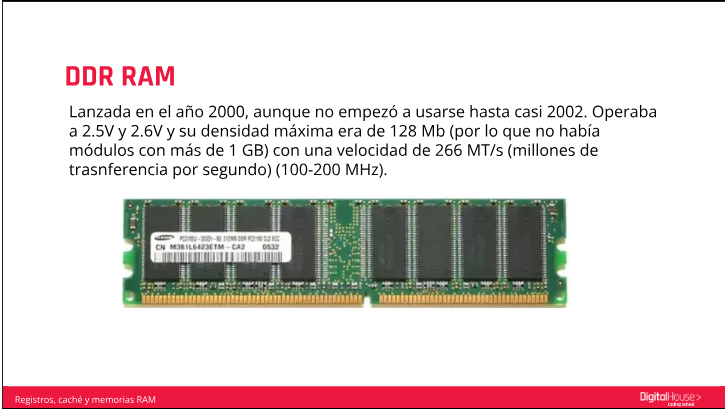 DDR RAM
Lanzada en el año 2000, aunque no empezó a usarse hasta casi 2002. Operaba
a 2.5V y 2.6V y su densidad máxima era de 128 Mb (por lo que no había
módulos con más de 1 GB) con una velocidad de 266 MT/s (millones de
trasnferencia por segundo) (100-200 MHz).
SAMSUNG
CN M381L6423ETM - CA2 0532
Registros, caché y memorias RAM
DigitalHouse>
Coding School